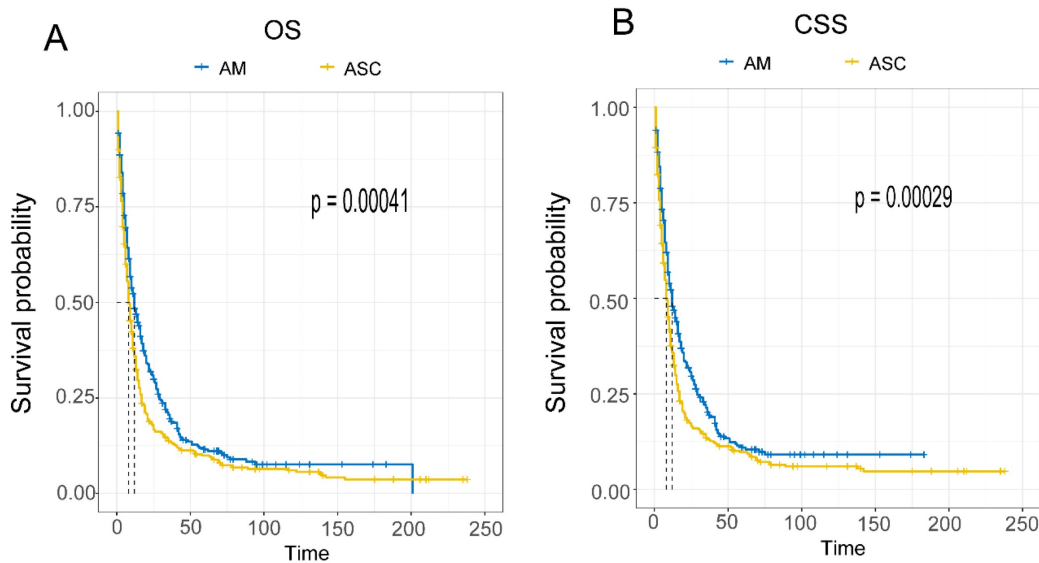 A
OS
AM
ASC
1.00
0.75
0.50
0.25
0.00
Survival probability
p = 0.00041
0
50
100
150
200
250
Time
B
CSS
AM
ASC
1.00
0.75
0.50
0.25
0.00
Survival probability
p = 0.00029
0
50
100
150
200
250
Time